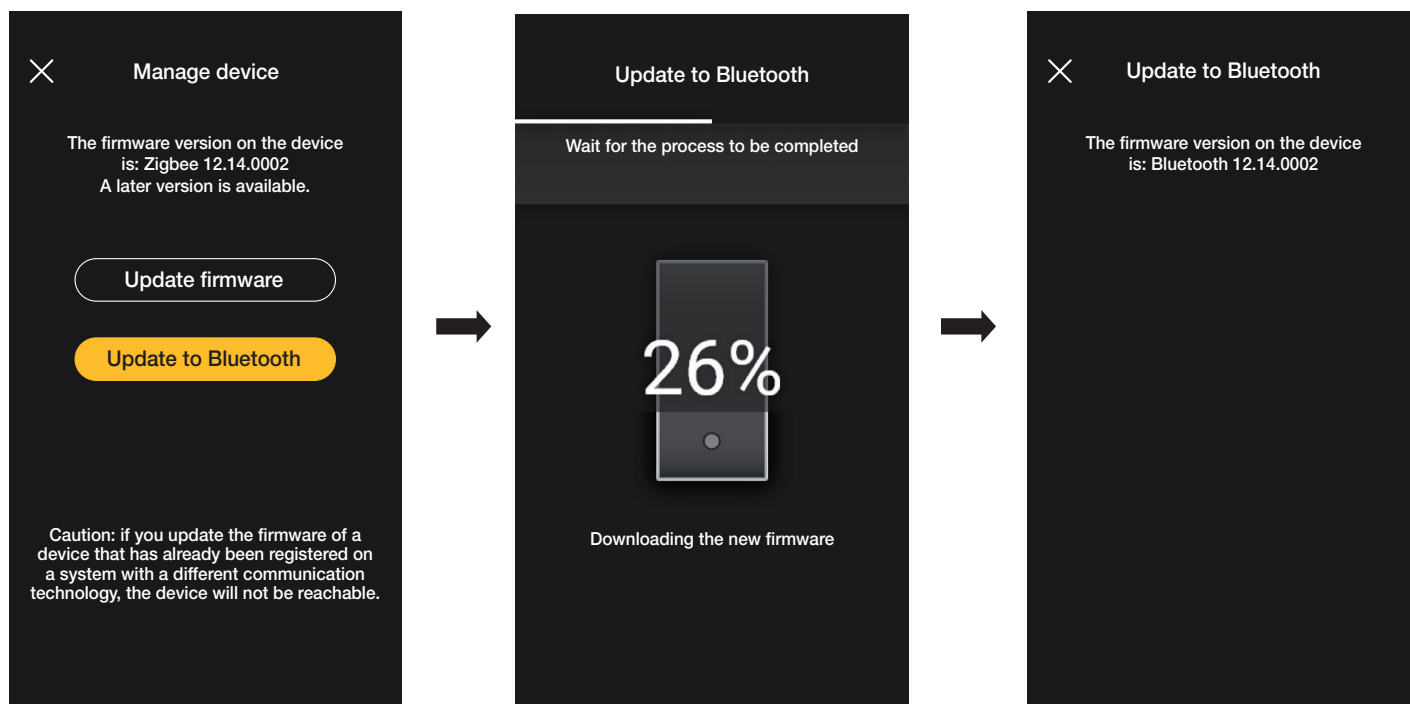 Manage device
The firmware version on the device
is: Zigbee 12.14.0002
A later version is available.
Update firmware
Update to Bluetooth
Caution: if you update the firmware of a
device that has already been registered on
a system with a different communication
technology, the device will not be reachable.
Update to Bluetooth
Wait for the process to be completed
26%
Downloading the new firmware
Update to Bluetooth
The firmware version on the device
is: Bluetooth 12.14.0002